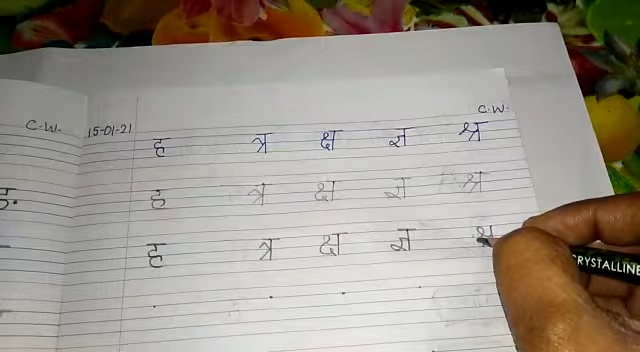 C.W.
C.W. 15-01-21
ह त्र क्ष ज्ञ श्र
ह त्र क्ष ज्ञ श्र
ह त्र क्ष ज्ञ
CRYSTALLINE